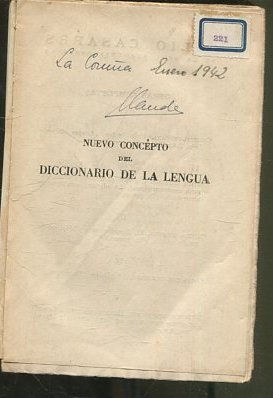 221
La Coruña Enero 1942
NUEVO CONCEPTO
DEL
DICCIONARIO DE LA LENGUA